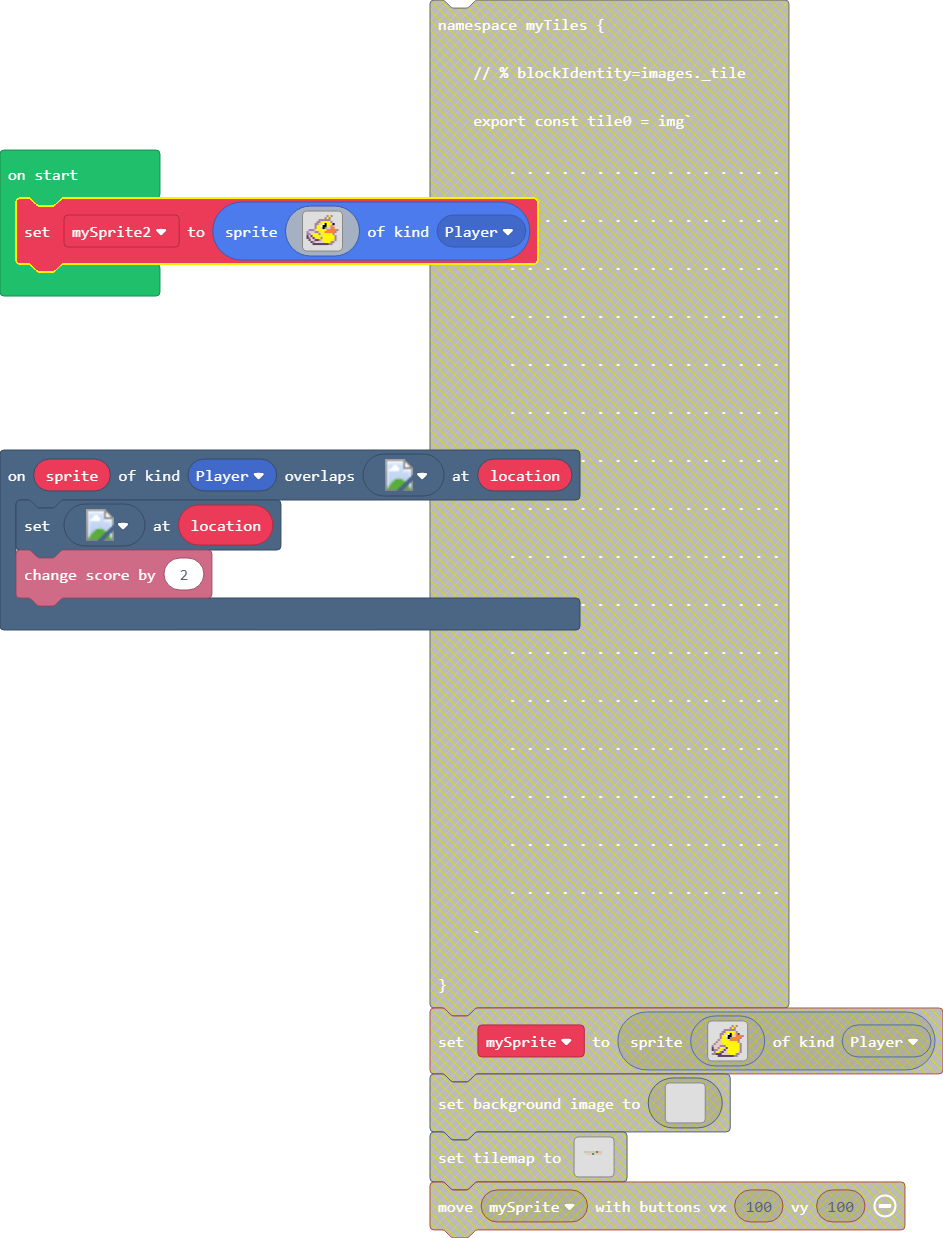 on start
set mySprite2 to sprite of kind Player
on sprite of kind Player overlaps at location
set at location
change score by 2
namespace myTiles {
// % blockIdentity=images._tile
export const tile0 = img`
. . . . . . . . . . . . . . . .
. . . . . . . . . . . . . .
. . . . . . . . . . . . . . . .
. . . . . . . . . . . . . . . .
. . . . . . . . . . . . . . . .
. . . . . . . . . . . . . . . .
. . . . . . . . . . . .
. . . . . . . . . . . . . . . .
. . . . . . . . . . . . . . . .
. . . . . . . . . . . .
. . . . . . . . . . . . . . . .
. . . . . . . . . . . . . . . .
. . . . . . . . . . . . . . . .
. . . . . . . . . . . . . . . .
. . . . . . . . . . . . . . . .
. . . . . . . . . . . . . . . .
`
}
set mySprite to sprite of kind Player
set background image to
set tilemap to
move mySprite with buttons vx 100 vy 100